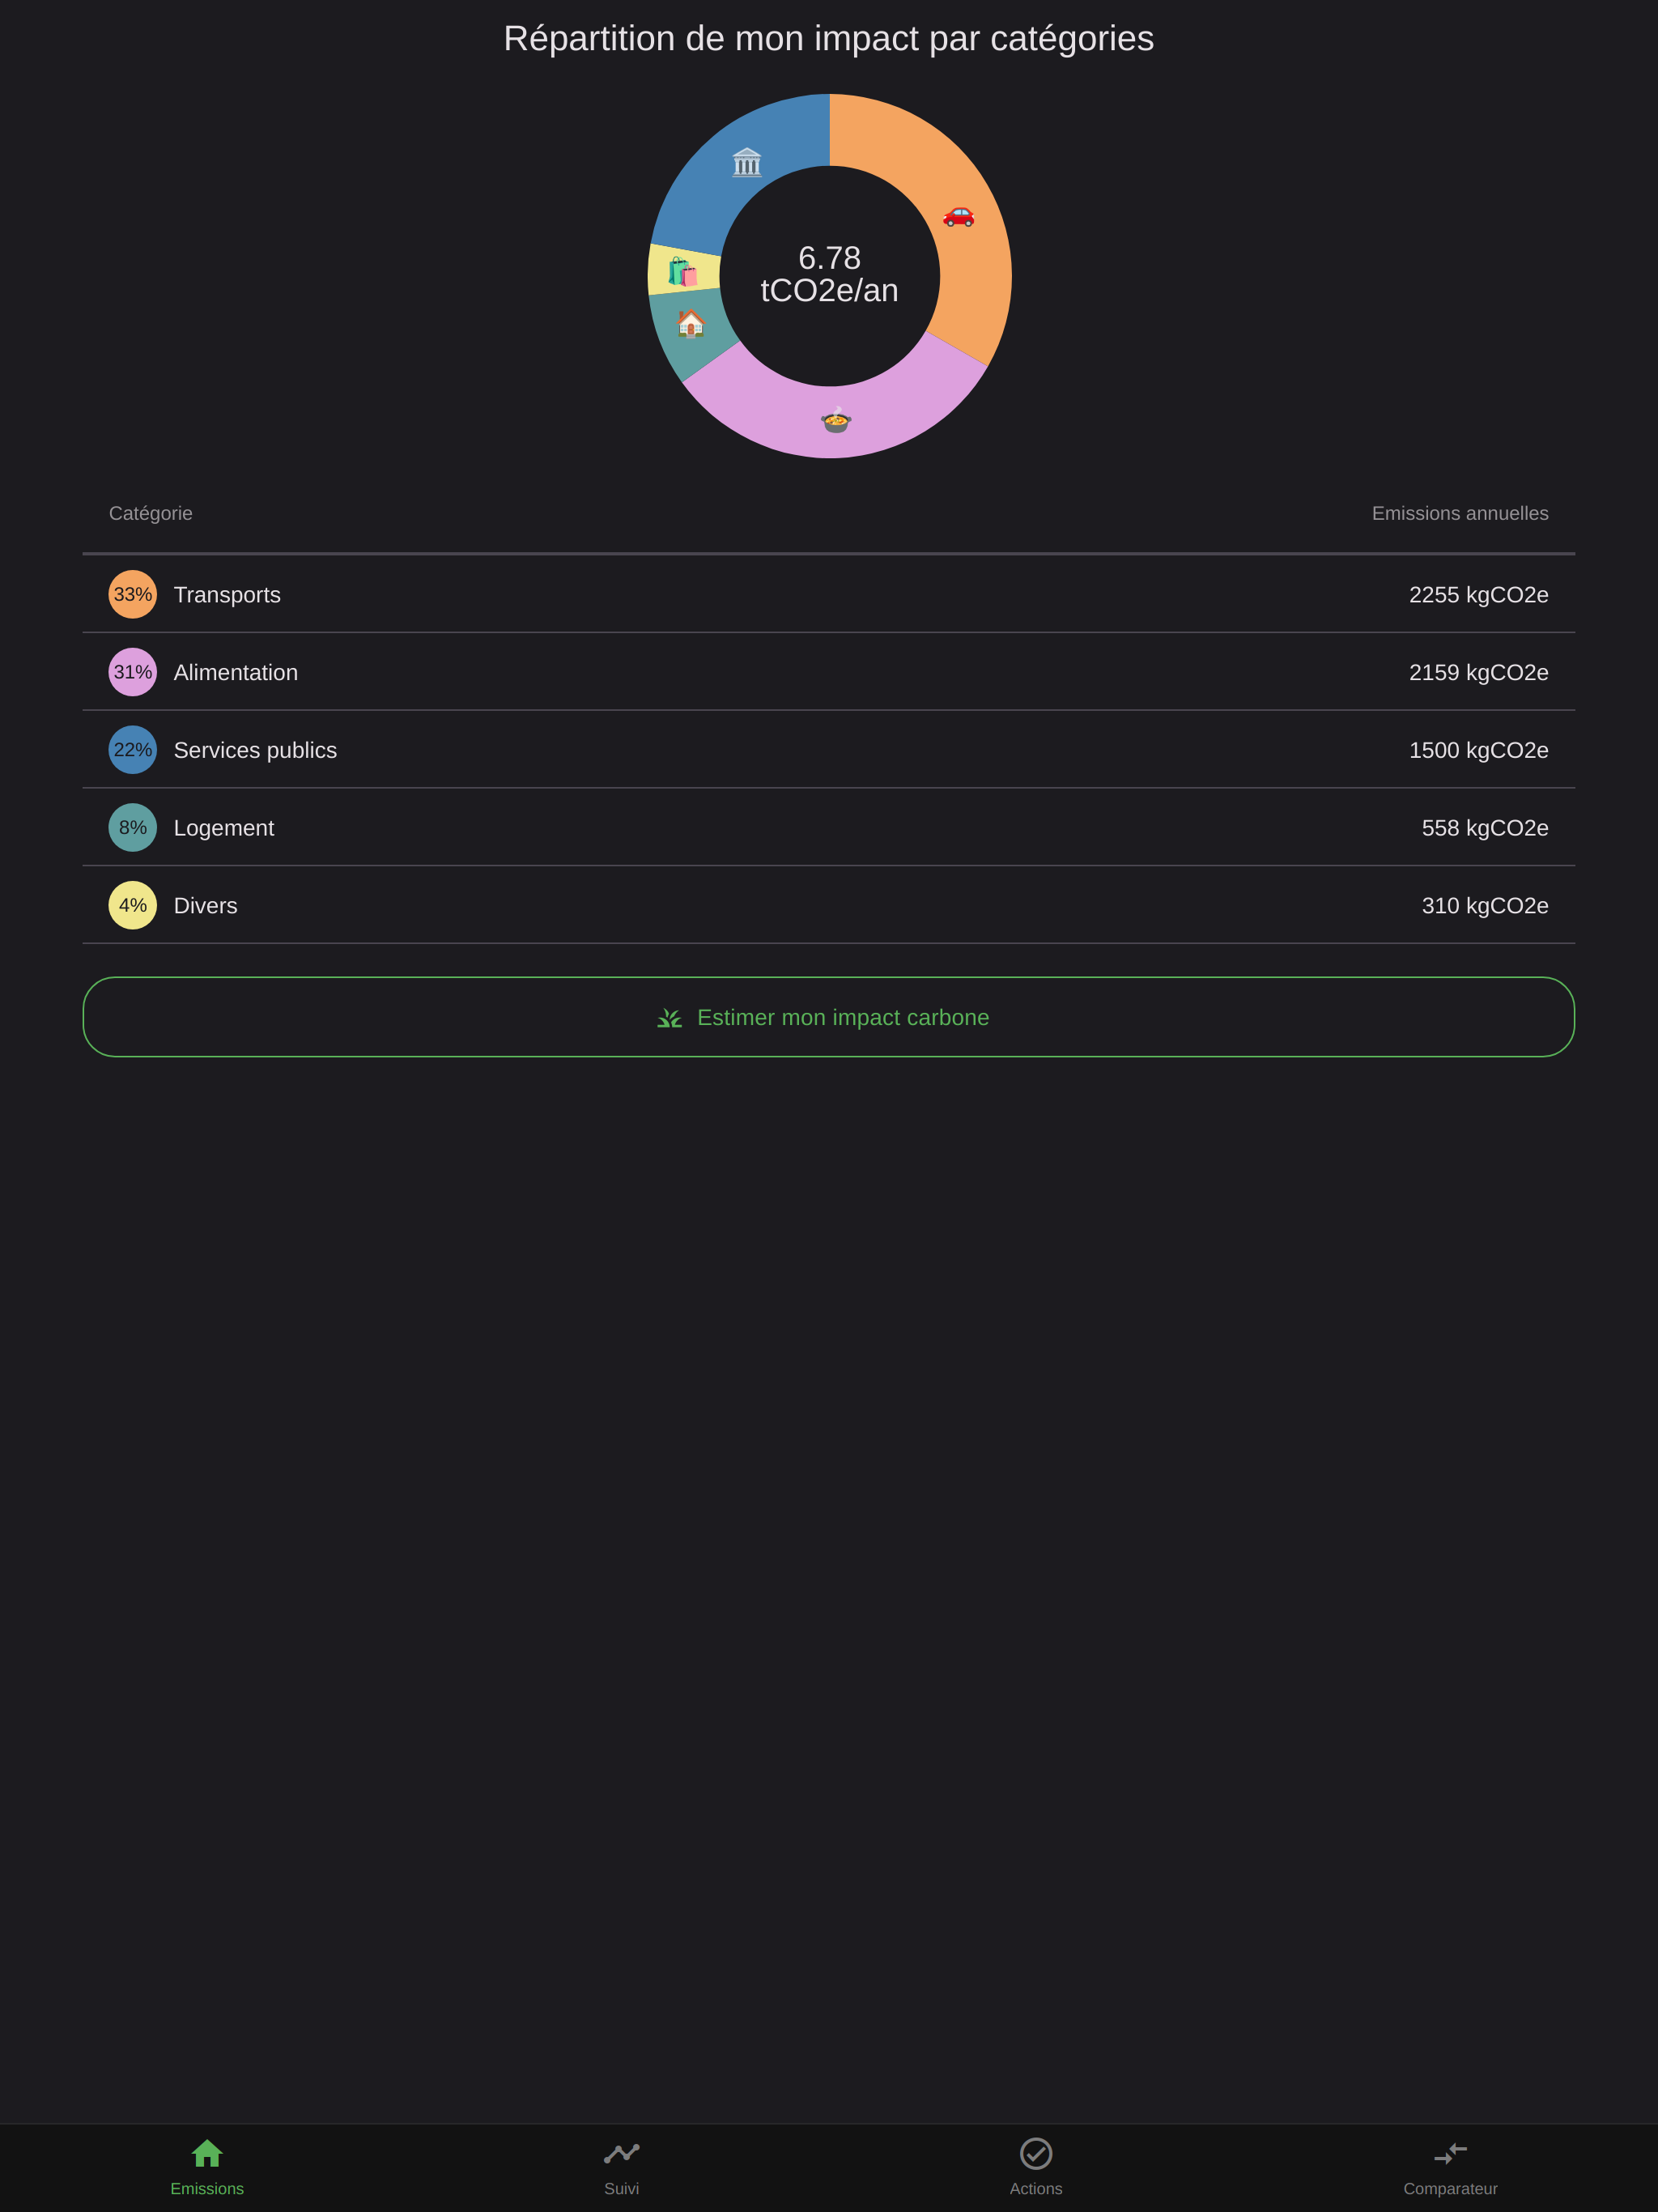 Répartition de mon impact par catégories
6.78
tCO2e/an
Catégorie Emissions annuelles
33% Transports 2255 kgCO2e
31% Alimentation 2159 kgCO2e
22% Services publics 1500 kgCO2e
8% Logement 558 kgCO2e
4% Divers 310 kgCO2e
Estimer mon impact carbone
Emissions Suivi Actions Comparateur